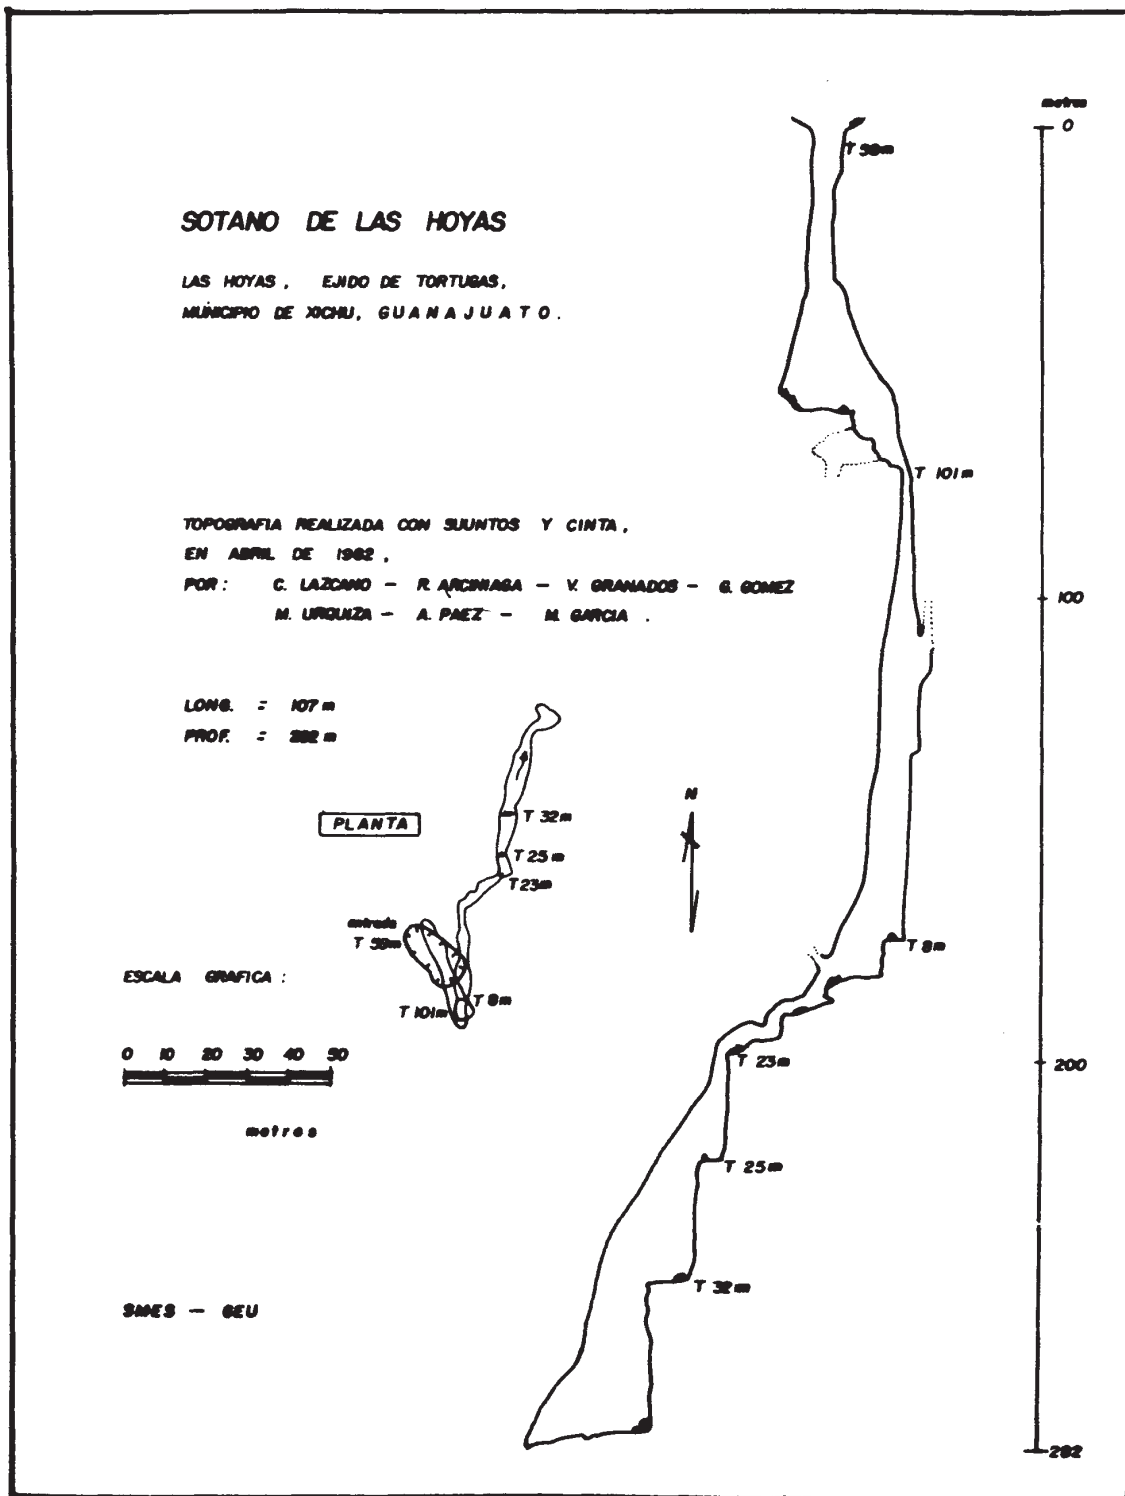 metros
0
T 58m
SOTANO DE LAS HOYAS
LAS HOYAS, EJIDO DE TORTUGAS,
MUNICIPIO DE XICHU, GUANAJUATO.
T 101m
TOPOGRAFIA REALIZADA CON SUUNTOS Y CINTA,
EN ABRIL DE 1982,
POR: C. LAZCANO - R. ARCINIAGA - V. GRANADOS - G. GOMEZ
M. URQUIZA - A. PAEZ - M. GARCIA.
100
LONG. = 107 m
PROF. = 282 m
N
PLANTA
T 32m
T 25m
T 23m
entrada
T 58m
T 8m
T 101m
T 8m
ESCALA GRAFICA:
0 10 20 30 40 50
metros
T 23m
200
T 25m
T 32m
SMES - GEU
282